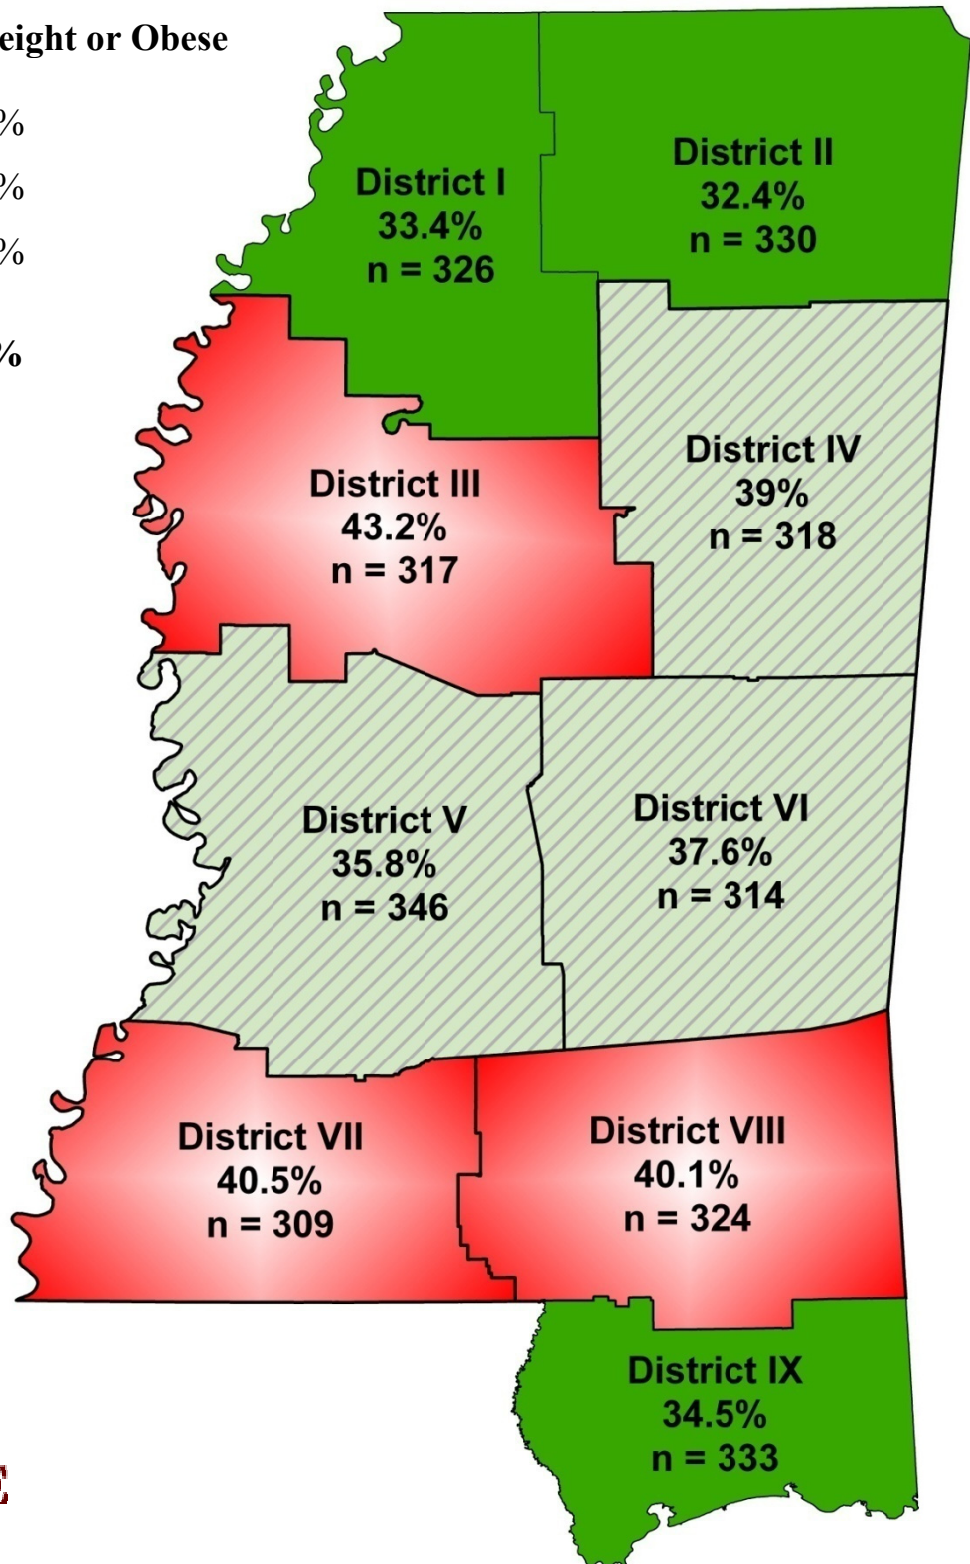 or Obese
%
%
%
%
District I
33.4%
n = 326
District II
32.4%
n = 330
District III
43.2%
n = 317
District IV
39%
n = 318
District V
35.8%
n = 346
District VI
37.6%
n = 314
District VII
40.5%
n = 309
District VIII
40.1%
n = 324
District IX
34.5%
n = 333
E